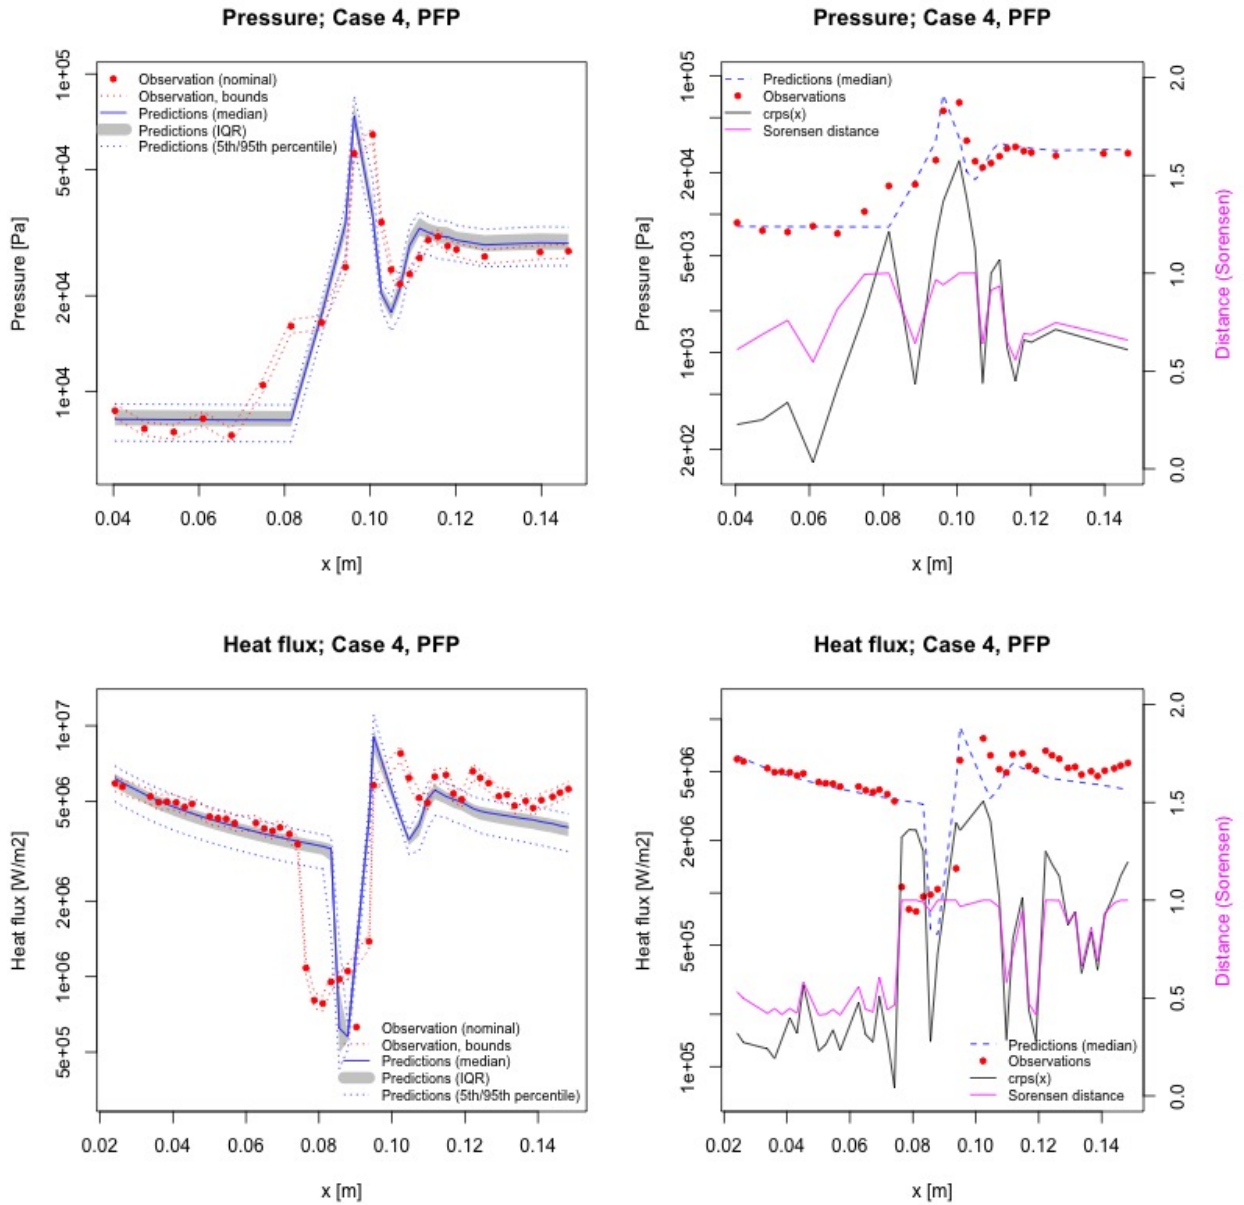 Pressure; Case 4, PFP
Pressure [Pa]
1e+05
5e+04
2e+04
1e+04
Observation (nominal)
Observation, bounds
Predictions (median)
Predictions (IQR)
Predictions (5th/95th percentile)
0.04 0.06 0.08 0.10 0.12 0.14
x [m]
Pressure; Case 4, PFP
Pressure [Pa]
1e+05
2e+04
5e+03
1e+03
2e+02
Predictions (median)
Observations
crps(x)
Sorensen distance
2.0
1.5
1.0
0.5
0.0
Distance (Sorensen)
0.04 0.06 0.08 0.10 0.12 0.14
x [m]
Heat flux; Case 4, PFP
Heat flux [W/m2]
1e+07
5e+06
2e+06
1e+06
5e+05
Observation (nominal)
Observation, bounds
Predictions (median)
Predictions (IQR)
Predictions (5th/95th percentile)
0.02 0.04 0.06 0.08 0.10 0.12 0.14
x [m]
Heat flux; Case 4, PFP
Heat flux [W/m2]
5e+06
2e+06
5e+05
1e+05
Predictions (median)
Observations
crps(x)
Sorensen distance
2.0
1.5
1.0
0.5
0.0
Distance (Sorensen)
0.02 0.04 0.06 0.08 0.10 0.12 0.14
x [m]